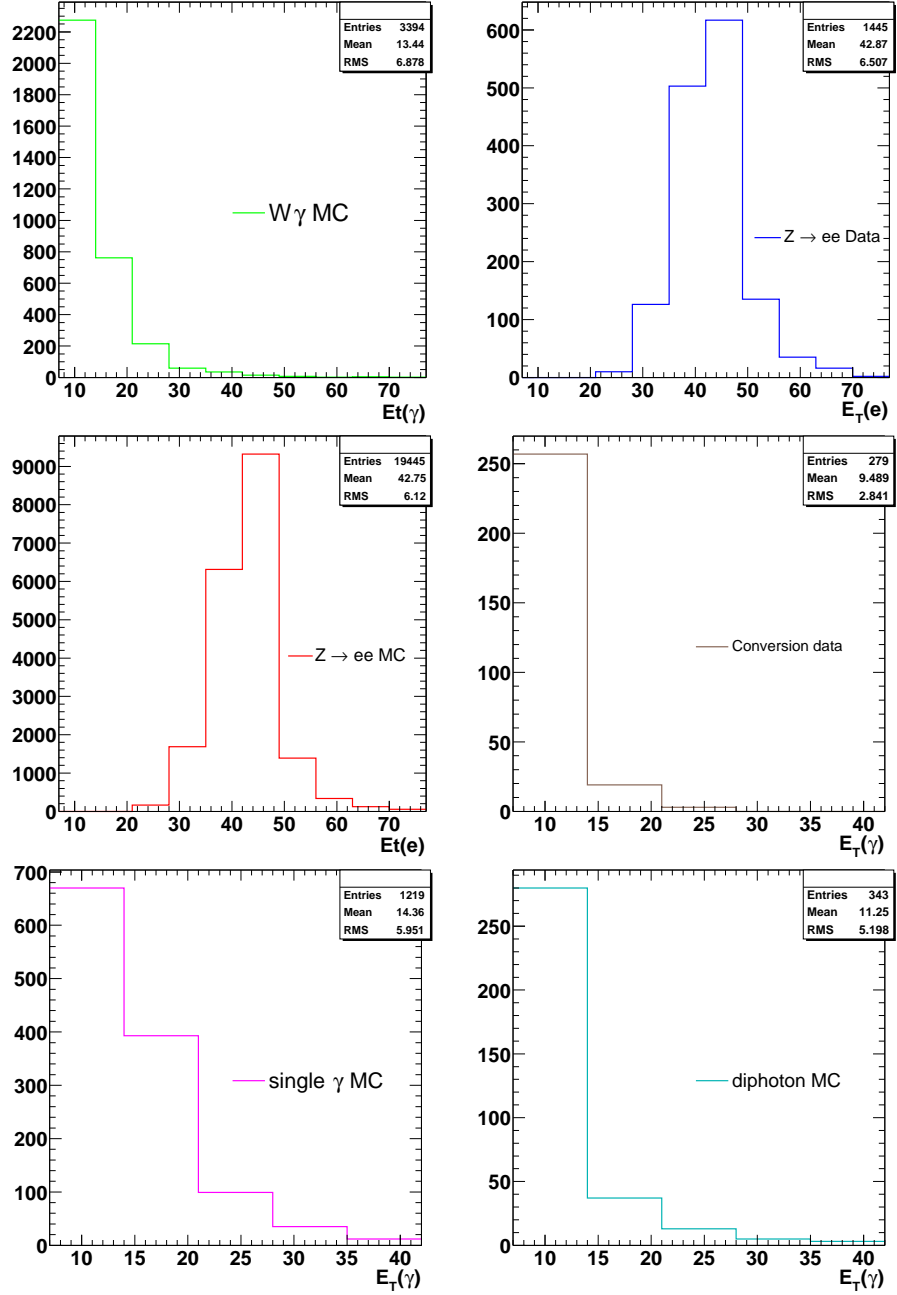 Entries 3394
Mean 13.44
RMS 6.878
2200
2000
1800
1600
1400
1200
1000
800
600
400
200
0
Wγ MC
10 20 30 40 50 60 70
Et(γ)
Entries 1445
Mean 42.87
RMS 6.507
600
500
400
300
200
100
0
Z → ee Data
10 20 30 40 50 60 70
E_T(e)
Entries 19445
Mean 42.75
RMS 6.12
9000
8000
7000
6000
5000
4000
3000
2000
1000
0
Z → ee MC
10 20 30 40 50 60 70
Et(e)
Entries 279
Mean 9.489
RMS 2.841
250
200
150
100
50
0
Conversion data
10 15 20 25 30 35 40
E_T(γ)
Entries 1219
Mean 14.36
RMS 5.951
700
600
500
400
300
200
100
0
single γ MC
10 15 20 25 30 35 40
E_T(γ)
Entries 343
Mean 11.25
RMS 5.198
250
200
150
100
50
0
diphoton MC
10 15 20 25 30 35 40
E_T(γ)